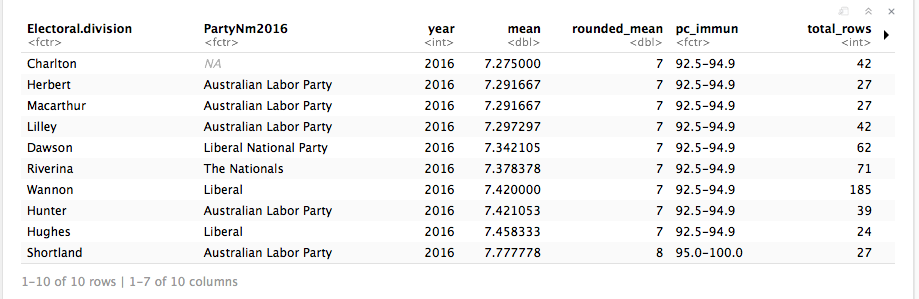 Electoral.division PartyNm2016 year mean rounded_mean pc_immun total_rows
<fctr> <fctr> <int> <dbl> <dbl> <fctr> <int>
Charlton NA 2016 7.275000 7 92.5-94.9 42
Herbert Australian Labor Party 2016 7.291667 7 92.5-94.9 27
Macarthur Australian Labor Party 2016 7.291667 7 92.5-94.9 27
Lilley Australian Labor Party 2016 7.297297 7 92.5-94.9 42
Dawson Liberal National Party 2016 7.342105 7 92.5-94.9 62
Riverina The Nationals 2016 7.378378 7 92.5-94.9 71
Wannon Liberal 2016 7.420000 7 92.5-94.9 185
Hunter Australian Labor Party 2016 7.421053 7 92.5-94.9 39
Hughes Liberal 2016 7.458333 7 92.5-94.9 24
Shortland Australian Labor Party 2016 7.777778 8 95.0-100.0 27
1-10 of 10 rows | 1-7 of 10 columns